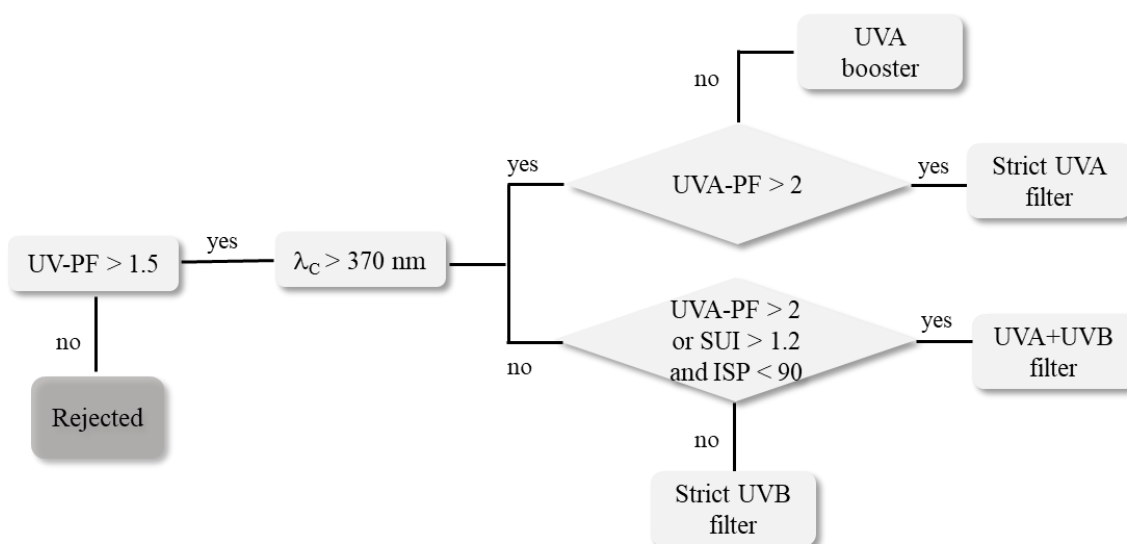 UVA
booster
no
yes
UVA-PF > 2
yes
Strict UVA
filter
UV-PF > 1.5
yes
λC > 370 nm
no
Rejected
no
UVA-PF > 2
or SUI > 1.2
and ISP < 90
yes
UVA+UVB
filter
no
Strict UVB
filter